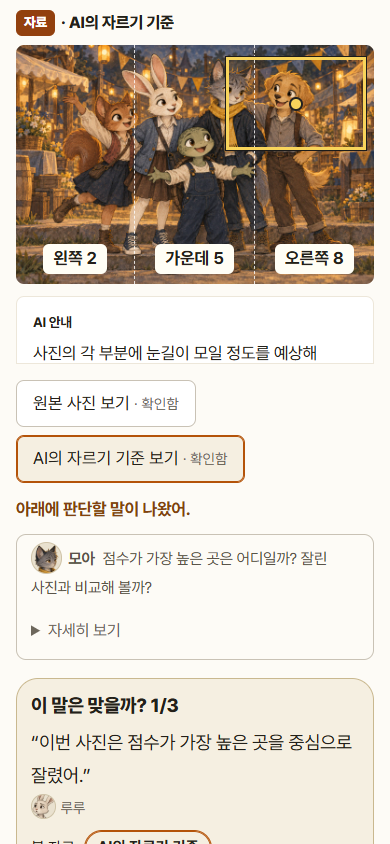 자료 · AI의 자르기 기준
왼쪽 2
가운데 5
오른쪽 8
AI 안내
사진의 각 부분에 눈길이 모일 정도를 예상해
원본 사진 보기 · 확인함
AI의 자르기 기준 보기 · 확인함
아래에 판단할 말이 나왔어.
모아 점수가 가장 높은 곳은 어디일까? 잘린
사진과 비교해 볼까?
▶ 자세히 보기
이 말은 맞을까? 1/3
“이번 사진은 점수가 가장 높은 곳을 중심으로
잘렸어.”
루루